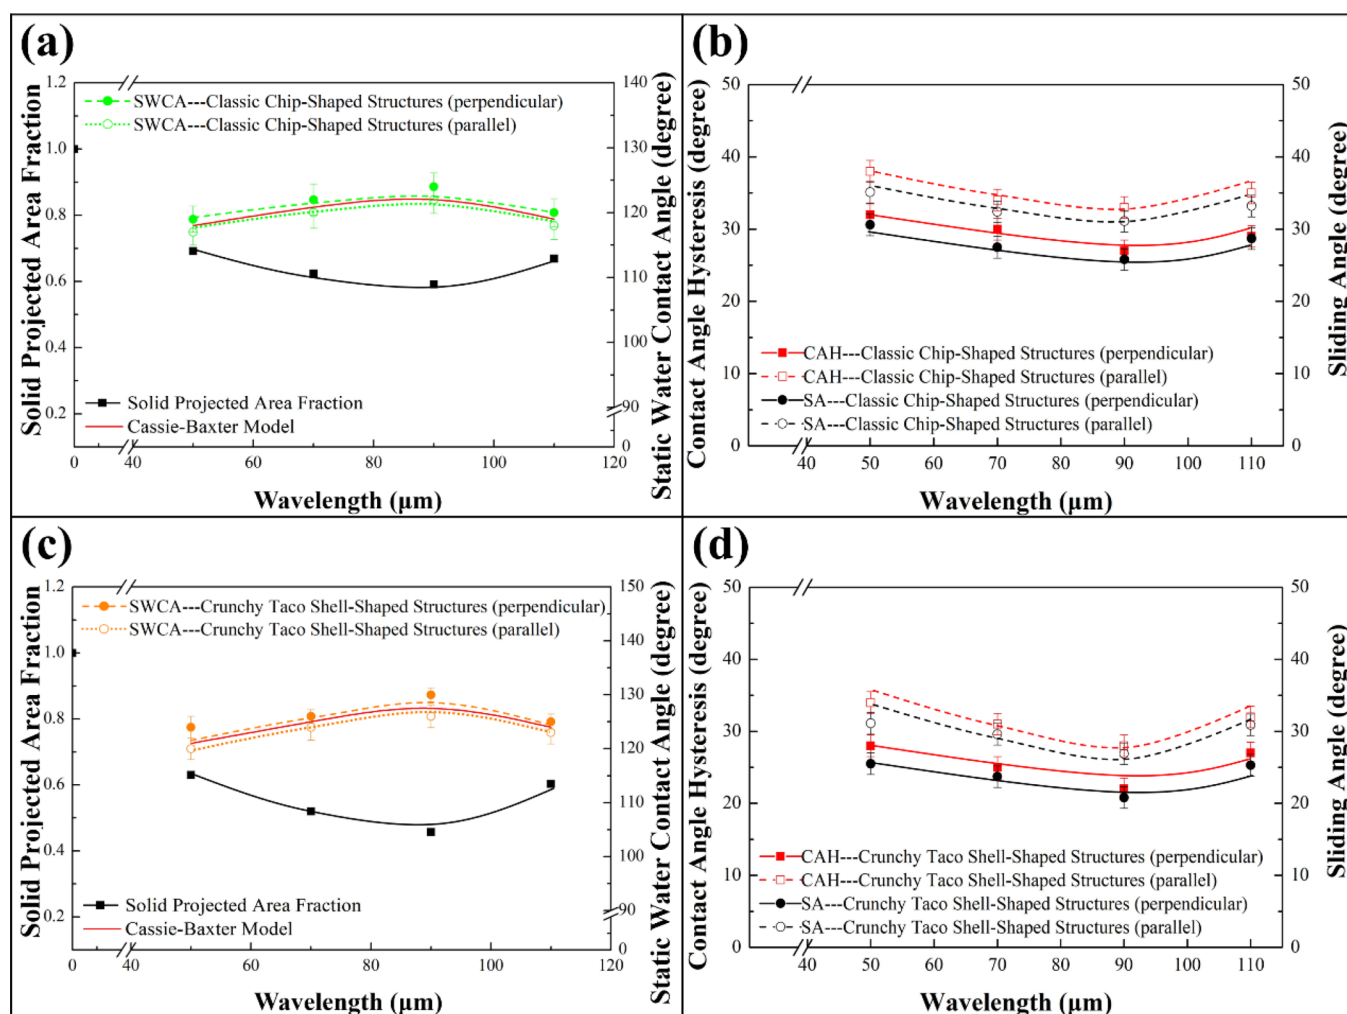 (a)
Solid Projected Area Fraction
1.2
1.0
0.8
0.6
0.4
0.2
SWCA---Classic Chip-Shaped Structures (perpendicular)
SWCA---Classic Chip-Shaped Structures (parallel)
Solid Projected Area Fraction
Cassie-Baxter Model
140
130
120
110
100
90
0
Static Water Contact Angle (degree)
0 40 60 80 100 120
Wavelength (μm)
(b)
Contact Angle Hysteresis (degree)
50
40
30
20
10
0
CAH---Classic Chip-Shaped Structures (perpendicular)
CAH---Classic Chip-Shaped Structures (parallel)
SA---Classic Chip-Shaped Structures (perpendicular)
SA---Classic Chip-Shaped Structures (parallel)
50
40
30
20
10
0
Sliding Angle (degree)
40 50 60 70 80 90 100 110
Wavelength (μm)
(c)
Solid Projected Area Fraction
1.2
1.0
0.8
0.6
0.4
0.2
SWCA---Crunchy Taco Shell-Shaped Structures (perpendicular)
SWCA---Crunchy Taco Shell-Shaped Structures (parallel)
Solid Projected Area Fraction
Cassie-Baxter Model
150
140
130
120
110
100
90
0
Static Water Contact Angle (degree)
0 40 60 80 100 120
Wavelength (μm)
(d)
Contact Angle Hysteresis (degree)
50
40
30
20
10
0
CAH---Crunchy Taco Shell-Shaped Structures (perpendicular)
CAH---Crunchy Taco Shell-Shaped Structures (parallel)
SA---Crunchy Taco Shell-Shaped Structures (perpendicular)
SA---Crunchy Taco Shell-Shaped Structures (parallel)
50
40
30
20
10
0
Sliding Angle (degree)
40 50 60 70 80 90 100 110
Wavelength (μm)